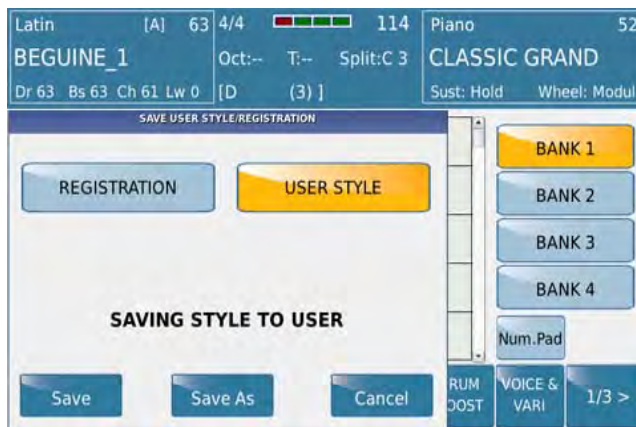 Latin [A] 63
BEGUINE_1
Dr 63 Bs 63 Ch 61 Lw 0
4/4 114
Oct:-- T:-- Split:C 3
[D (3) ]
Piano 52
CLASSIC GRAND
Sust: Hold Wheel: Modul
SAVE USER STYLE/REGISTRATION
REGISTRATION USER STYLE
SAVING STYLE TO USER
Save Save As Cancel
BANK 1
BANK 2
BANK 3
BANK 4
Num.Pad
RUM
OOST
VOICE &
VARI
1/3 >